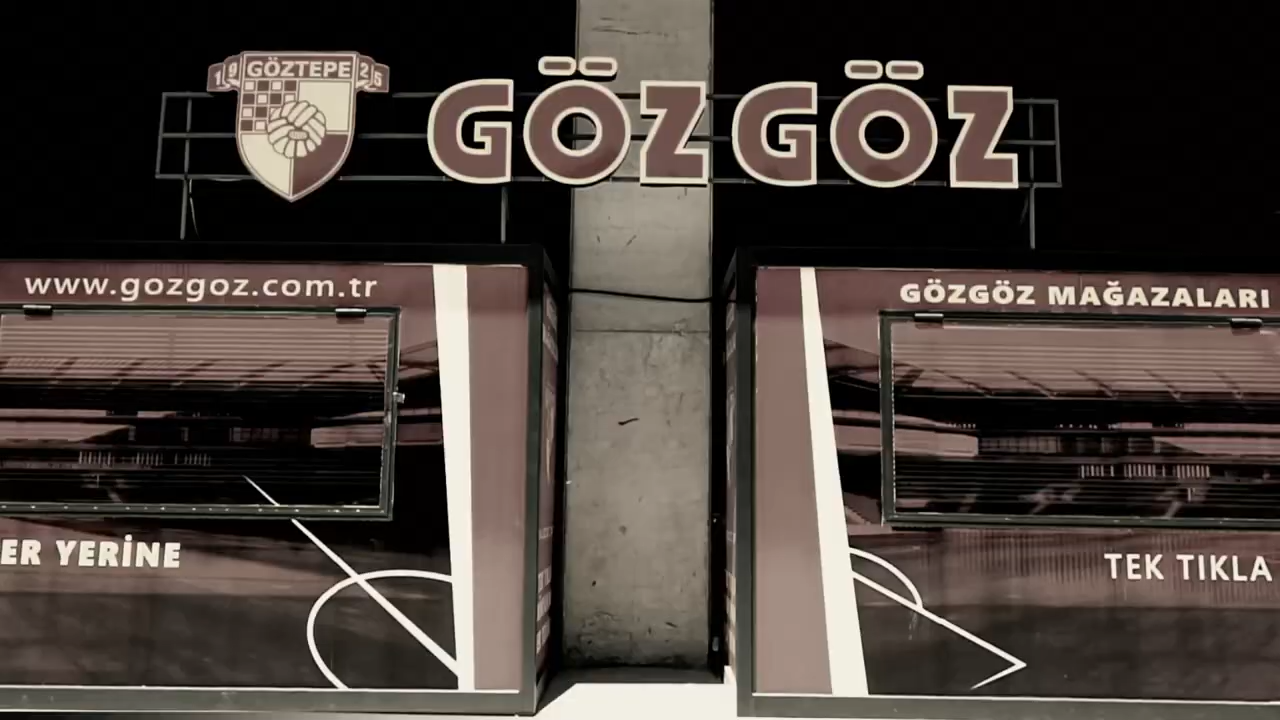 1925
GÖZTEPE
GÖZGÖZ
www.gozgoz.com.tr
GÖZGÖZ MAĞAZALARI
ER YERİNE
TEK TIKLA